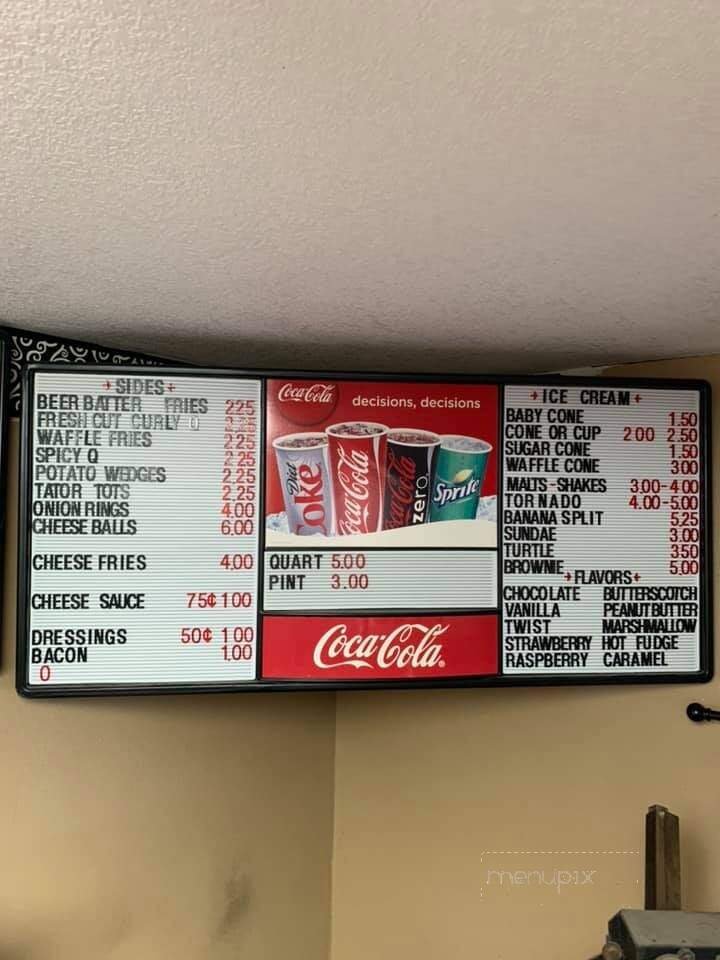 + SIDES +
BEER BATTER FRIES 2.25
FRESH CUT CURLY Q 2.25
WAFFLE FRIES 2.25
SPICY Q 2.25
POTATO WEDGES 2.25
TATOR TOTS 2.25
ONION RINGS 4.00
CHEESE BALLS 6.00
CHEESE FRIES 4.00
CHEESE SAUCE 75¢ 1.00
DRESSINGS 50¢ 1.00
BACON 1.00
0
Coca-Cola decisions, decisions
Diet Coke
Coca-Cola
Coca-Cola zero
Sprite
QUART 5.00
PINT 3.00
Coca-Cola
+ ICE CREAM +
BABY CONE 1.50
CONE OR CUP 2.00 2.50
SUGAR CONE 1.50
WAFFLE CONE 3.00
MALTS - SHAKES 3.00-4.00
TORNADO 4.00-5.00
BANANA SPLIT 5.25
SUNDAE 3.00
TURTLE 3.50
BROWNIE 5.00
+ FLAVORS +
CHOCOLATE BUTTERSCOTCH
VANILLA PEANUT BUTTER
TWIST MARSHMALLOW
STRAWBERRY HOT FUDGE
RASPBERRY CARAMEL
menupix